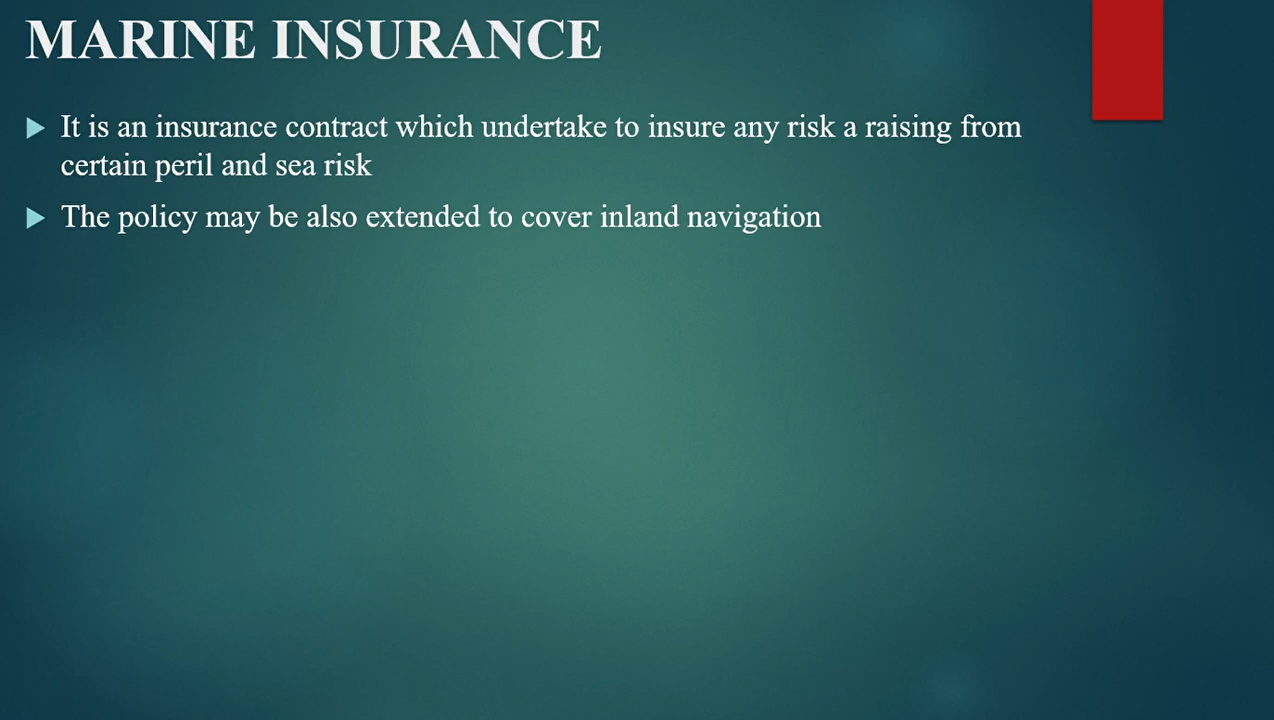 MARINE INSURANCE
It is an insurance contract which undertake to insure any risk a raising from
certain peril and sea risk
The policy may be also extended to cover inland navigation